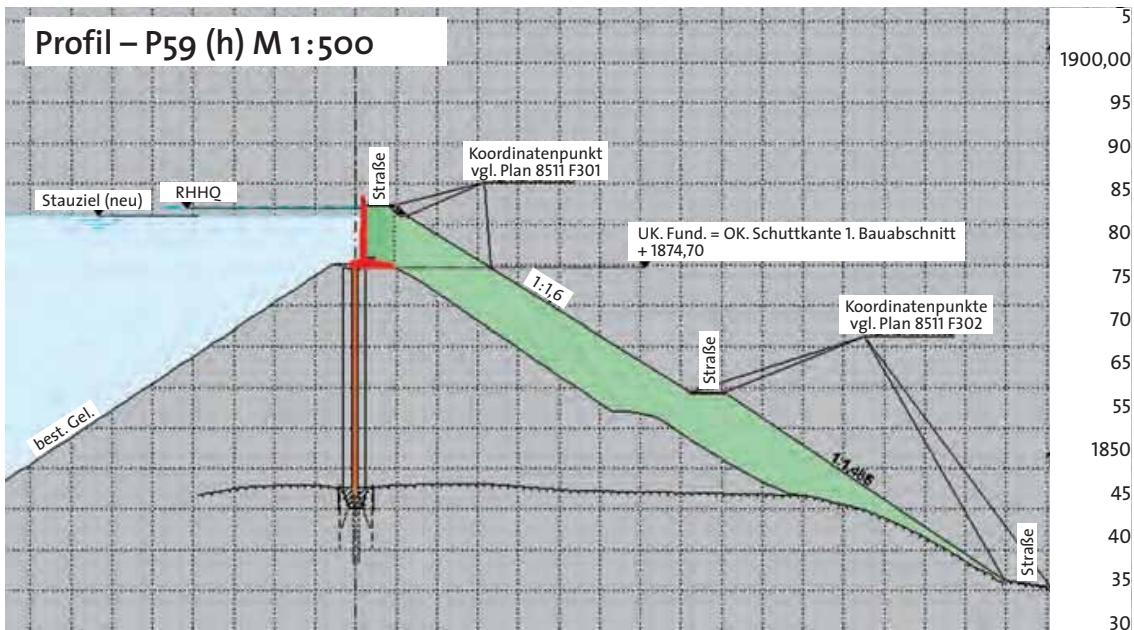 Profil – P59 (h) M 1:500
5
1900,00
95
90
85
80
75
70
65
55
1850
45
40
35
30
Stauziel (neu)
RHHQ
Straße
Koordinatenpunkt
vgl. Plan 8511 F301
UK. Fund. = OK. Schuttkante 1. Bauabschnitt
+ 1874,70
1:1,6
Koordinatenpunkte
vgl. Plan 8511 F302
Straße
best. Gel.
Straße